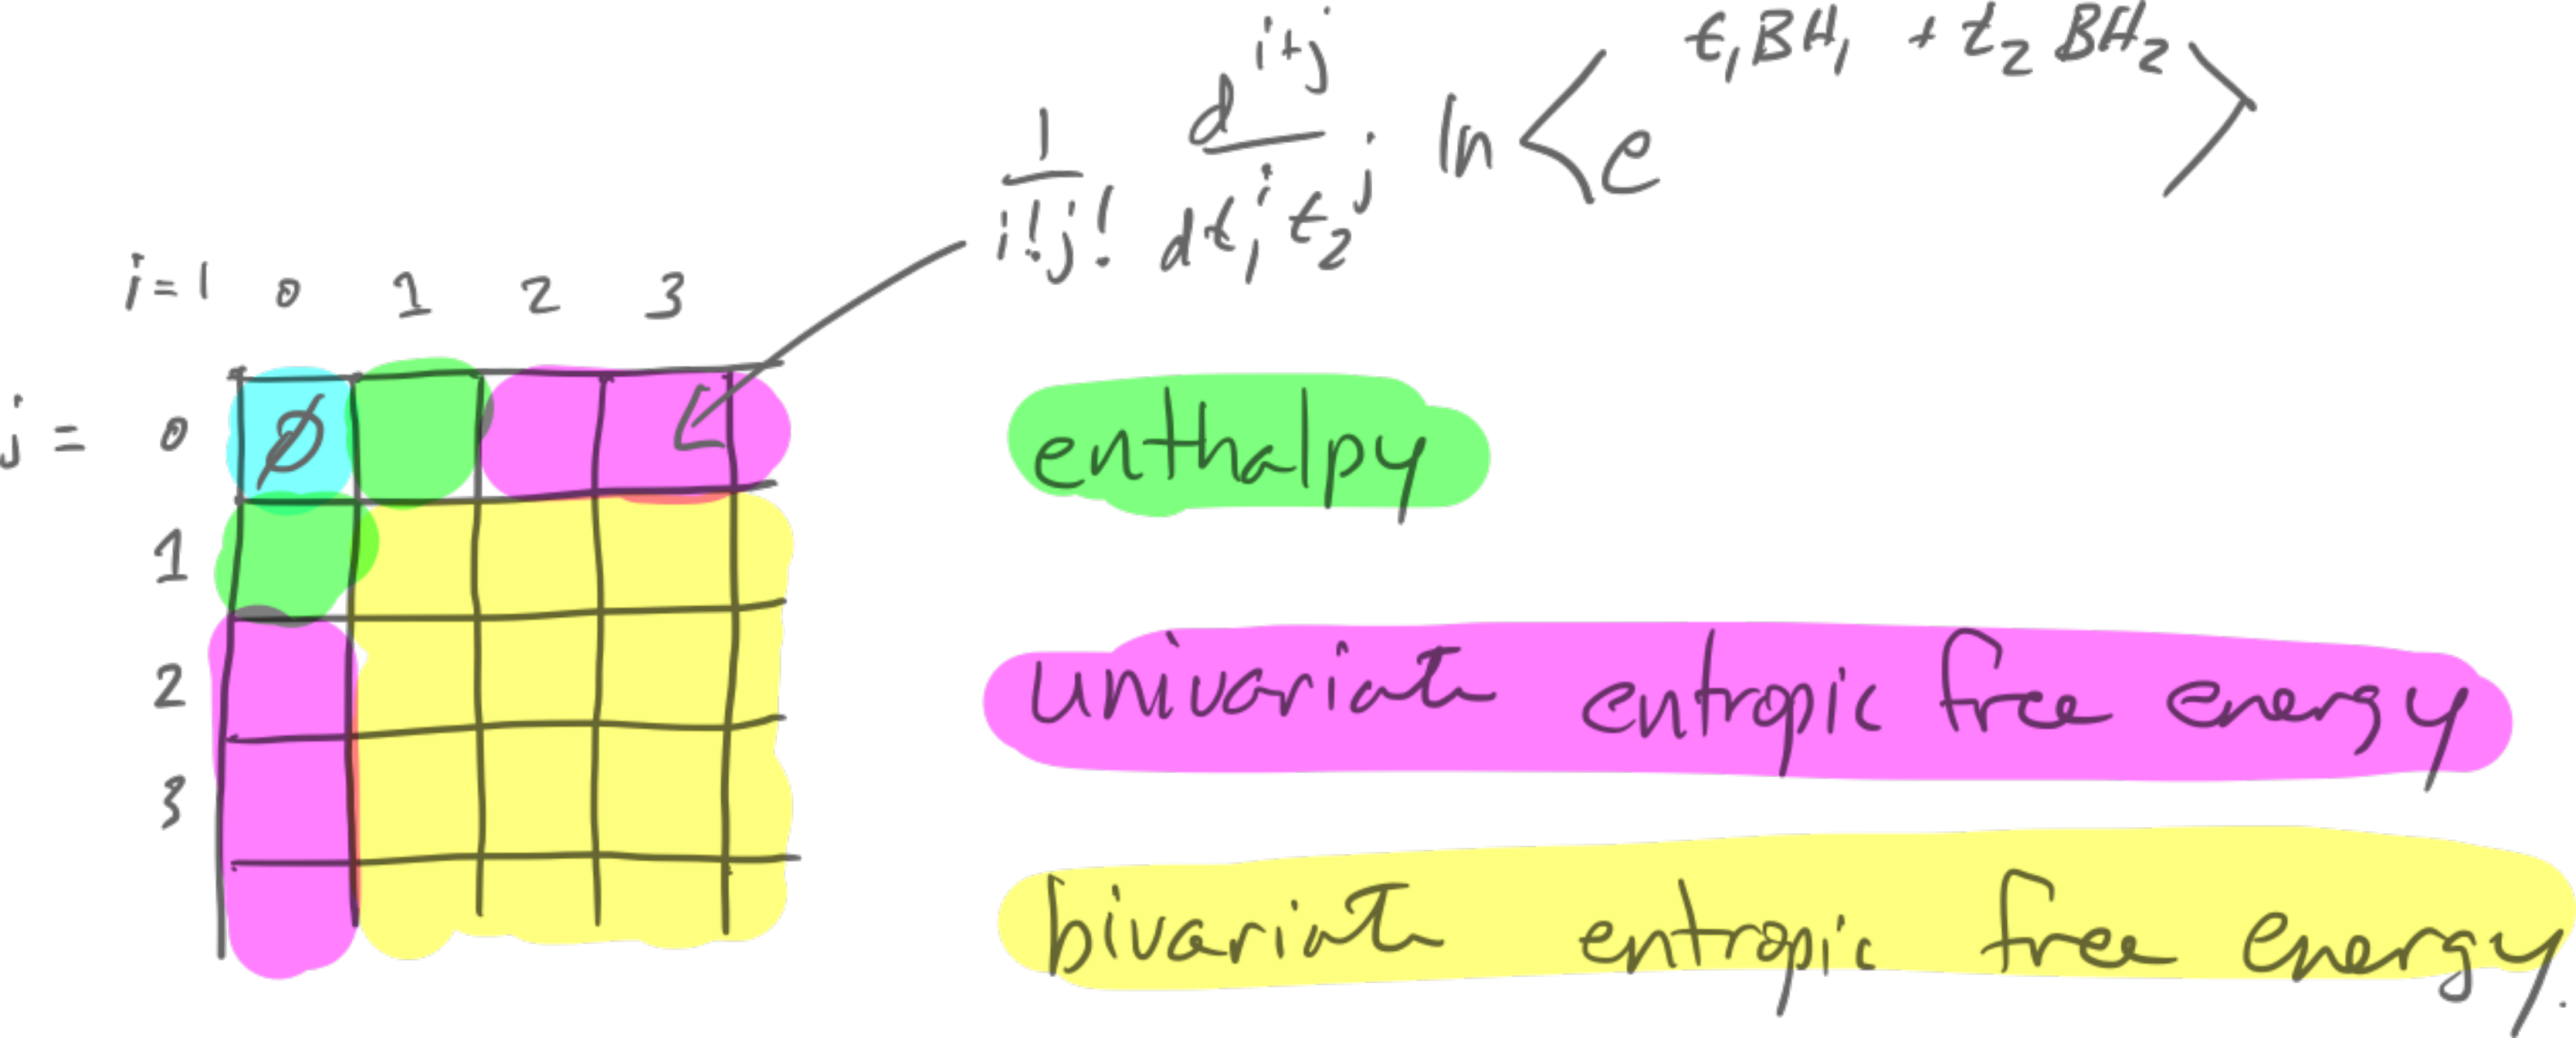 1/i!j! d^{i+j}/dt₁^i t₂^j ln < e^{t₁BH₁ + t₂BH₂} >
i=1 0 1 2 3
j = 0 Ø
enthalpy
1
univariate entropic free energy
2
3
bivariate entropic free energy.